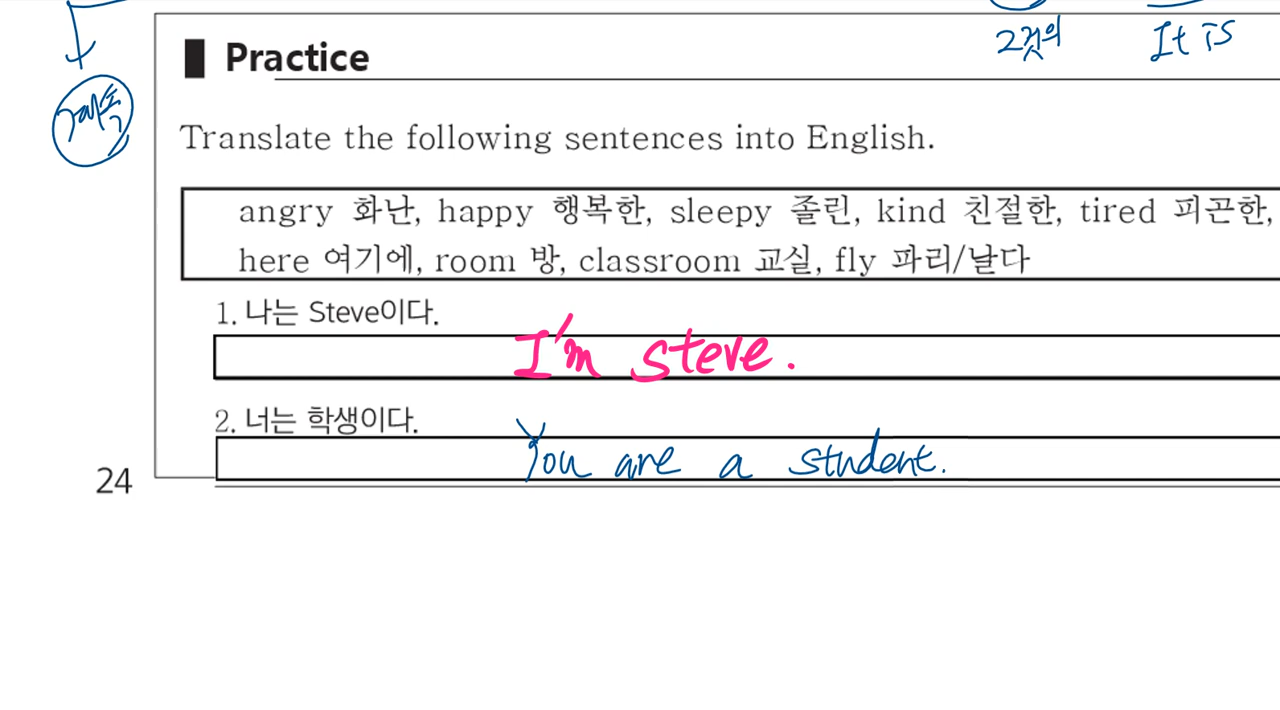 그것의 It is
Practice
Translate the following sentences into English.
angry 화난, happy 행복한, sleepy 졸린, kind 친절한, tired 피곤한,
here 여기에, room 방, classroom 교실, fly 파리/날다
1. 나는 Steve이다.
I'm steve.
2. 너는 학생이다.
You are a student.
24